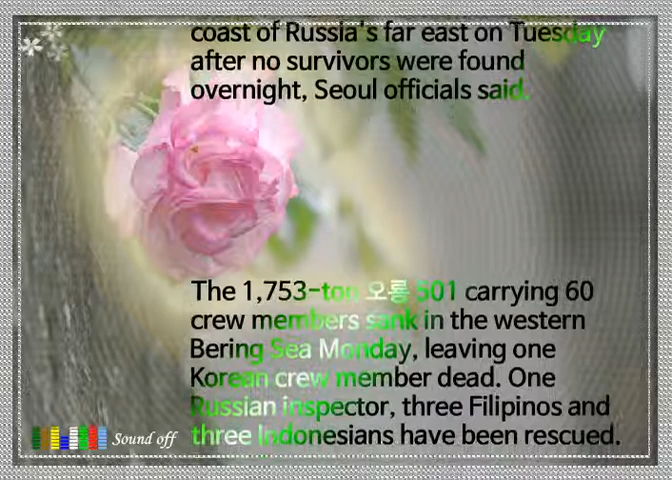 coast of Russia's far east on Tuesday
after no survivors were found
overnight, Seoul officials said.
The 1,753-ton 오룡 501 carrying 60
crew members sank in the western
Bering Sea Monday, leaving one
Korean crew member dead. One
Russian inspector, three Filipinos and
three Indonesians have been rescued.
Sound off